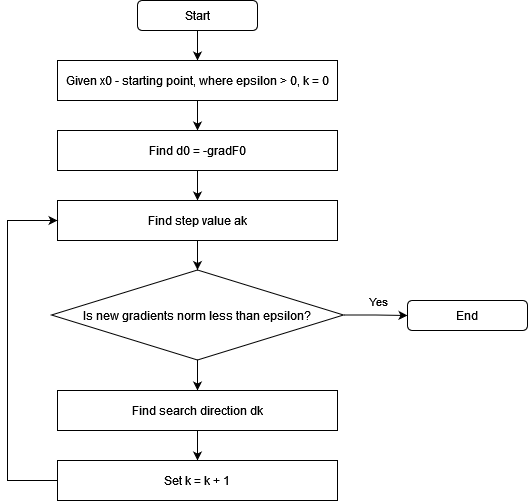 Start
Given x0 - starting point, where epsilon > 0, k = 0
Find d0 = -gradF0
Find step value ak
Is new gradients norm less than epsilon?
Yes
End
Find search direction dk
Set k = k + 1